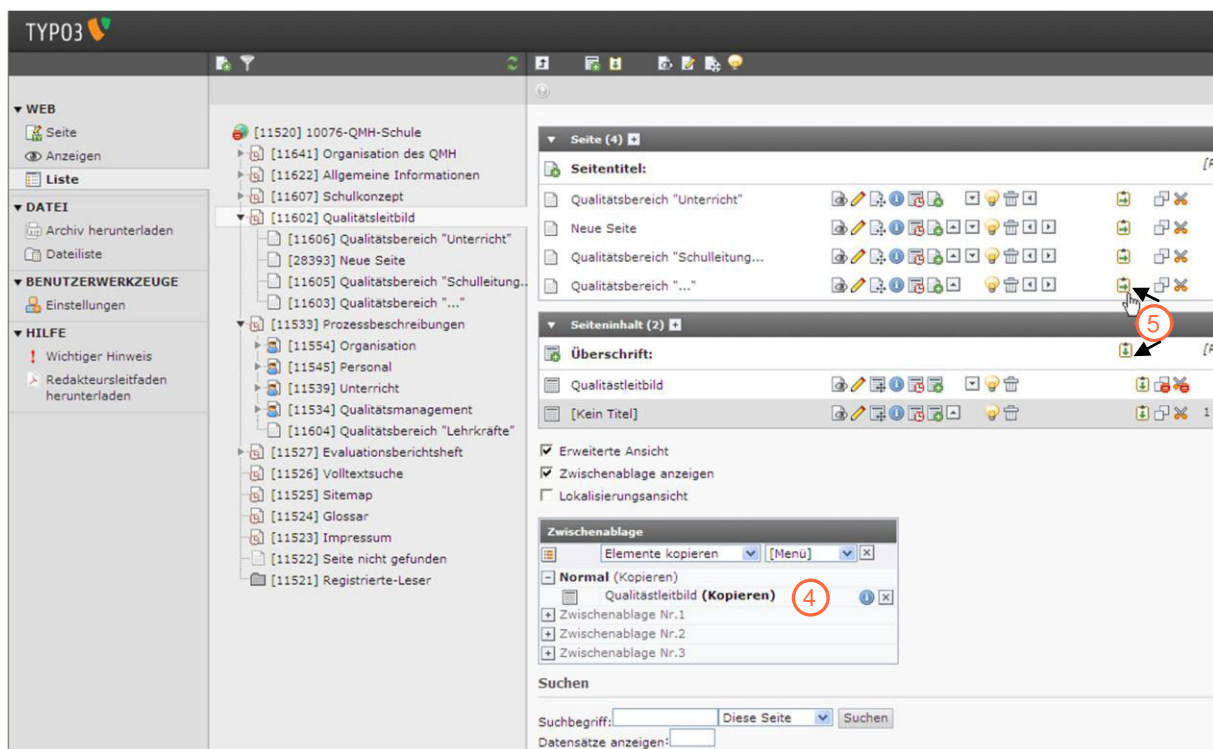 TYPO3
WEB
Seite
Anzeigen
Liste
DATEI
Archiv herunterladen
Dateiliste
BENUTZERWERKZEUGE
Einstellungen
HILFE
Wichtiger Hinweis
Redakteursleitfaden
herunterladen
[11520] 10076-QMH-Schule
[11641] Organisation des QMH
[11622] Allgemeine Informationen
[11607] Schulkonzept
[11602] Qualitätsleitbild
[11606] Qualitätsbereich "Unterricht"
[28393] Neue Seite
[11605] Qualitätsbereich "Schulleitung..
[11603] Qualitätsbereich "..."
[11533] Prozessbeschreibungen
[11554] Organisation
[11545] Personal
[11539] Unterricht
[11534] Qualitätsmanagement
[11604] Qualitätsbereich "Lehrkräfte"
[11527] Evaluationsberichtsheft
[11526] Volltextsuche
[11525] Sitemap
[11524] Glossar
[11523] Impressum
[11522] Seite nicht gefunden
[11521] Registrierte-Leser
Seite (4)
Seitentitel:
Qualitätsbereich "Unterricht"
Neue Seite
Qualitätsbereich "Schulleitung...
Qualitätsbereich "..."
5
Seiteninhalt (2)
Überschrift:
Qualitästleitbild
[Kein Titel] 1
Erweiterte Ansicht
Zwischenablage anzeigen
Lokalisierungsansicht
Zwischenablage
Elemente kopieren [Menü]
Normal (Kopieren)
Qualitästleitbild (Kopieren) 4
Zwischenablage Nr.1
Zwischenablage Nr.2
Zwischenablage Nr.3
Suchen
Suchbegriff: Diese Seite Suchen
Datensätze anzeigen: